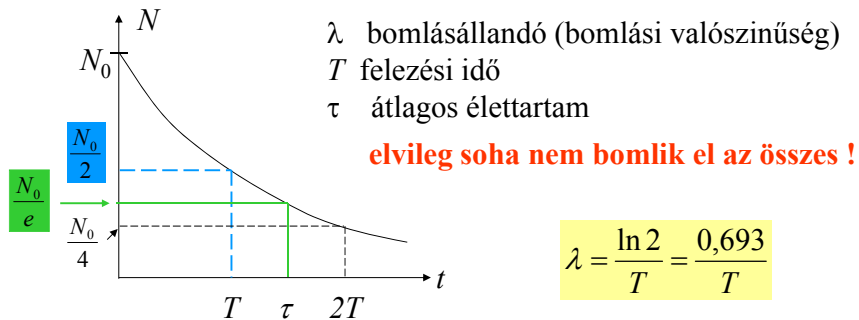 N
N₀
N₀/2
N₀/e
N₀/4
T τ 2T
t
λ bomlásállandó (bomlási valószinűség)
T felezési idő
τ átlagos élettartam
elvileg soha nem bomlik el az összes !
λ = ln 2/T = 0,693/T